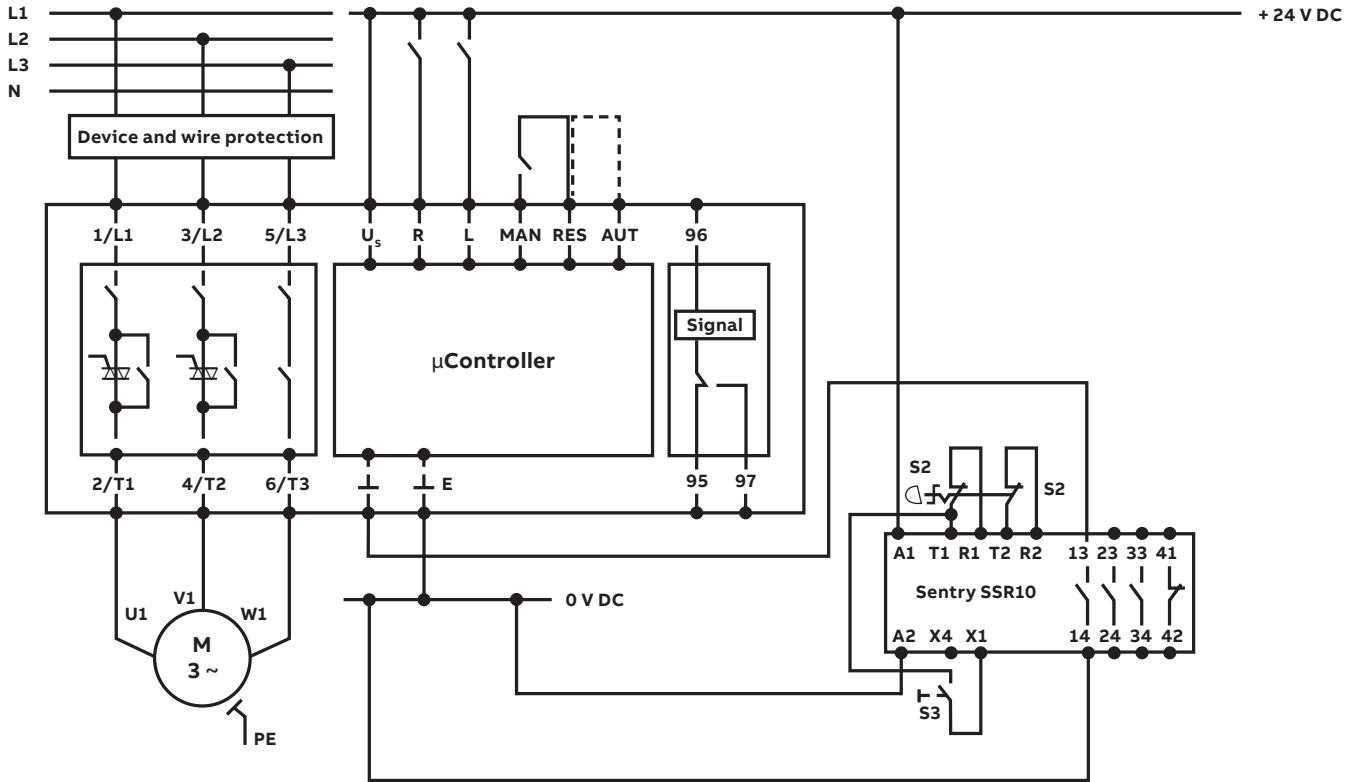 L1
+ 24 V DC
L2
L3
N
Device and wire protection
1/L1 3/L2 5/L3 Us R L MAN RES AUT 96
Signal
µController
2/T1 4/T2 6/T3 E 95 97
S2
S2
A1 T1 R1 T2 R2 13 23 33 41
Sentry SSR10
A2 X4 X1 14 24 34 42
0 V DC
U1 V1 W1
M
3 ~
S3
PE